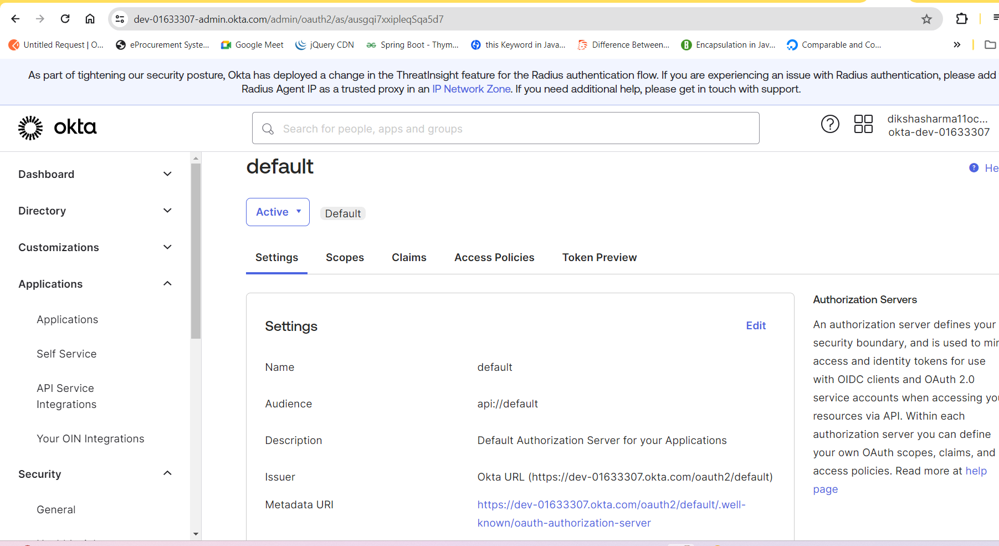 dev-01633307-admin.okta.com/admin/oauth2/as/ausgqi7xxipleqSqa5d7
Untitled Request | O...
eProcurement Syste...
Google Meet
jQuery CDN
Spring Boot - Thym...
this Keyword in Java...
Difference Between...
Encapsulation in Jav...
Comparable and Co...
As part of tightening our security posture, Okta has deployed a change in the ThreatInsight feature for the Radius authentication flow. If you are experiencing an issue with Radius authentication, please add
Radius Agent IP as a trusted proxy in an IP Network Zone. If you need additional help, please get in touch with support.
okta
Search for people, apps and groups
dikshasharma11oc...
okta-dev-01633307
Dashboard
Directory
Customizations
Applications
Applications
Self Service
API Service
Integrations
Your OIN Integrations
Security
General
default
He
Active
Default
Settings
Scopes
Claims
Access Policies
Token Preview
Settings
Edit
Name
default
Audience
api://default
Description
Default Authorization Server for your Applications
Issuer
Okta URL (https://dev-01633307.okta.com/oauth2/default)
Metadata URI
https://dev-01633307.okta.com/oauth2/default/.well-
known/oauth-authorization-server
Authorization Servers
An authorization server defines your
security boundary, and is used to mir
access and identity tokens for use
with OIDC clients and OAuth 2.0
service accounts when accessing you
resources via API. Within each
authorization server you can define
your own OAuth scopes, claims, and
access policies. Read more at help
page